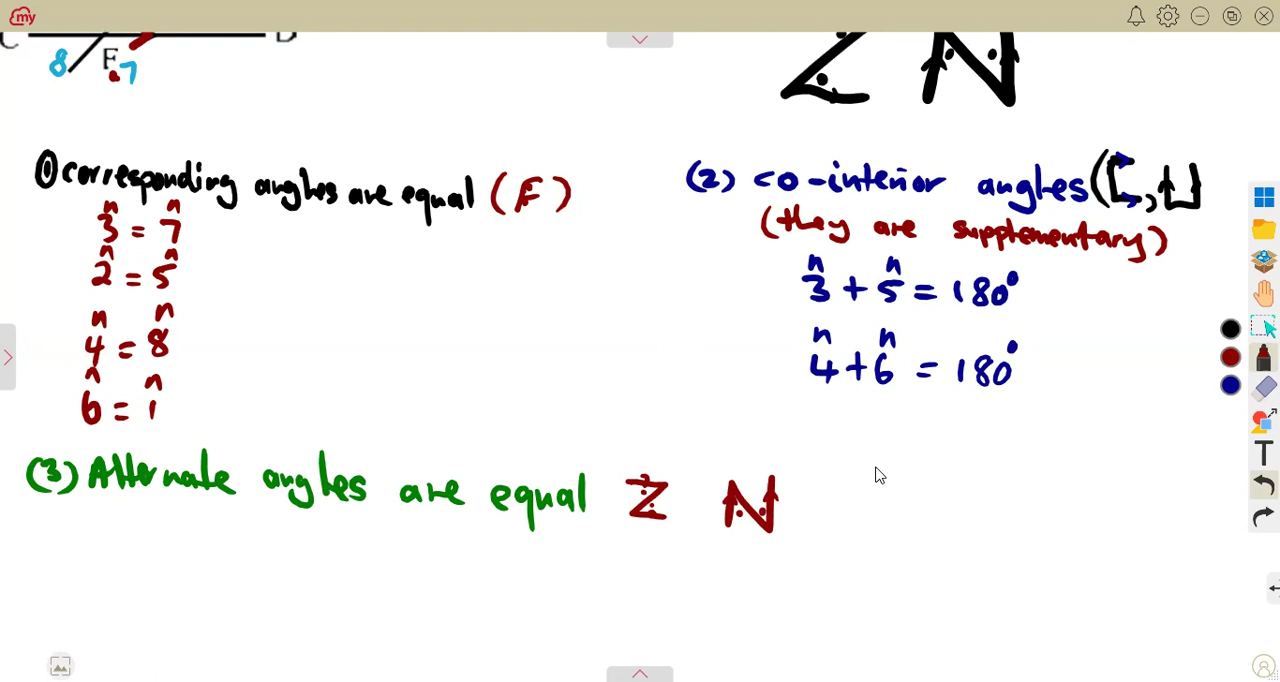 my
C D
8 F 7
Z N
① corresponding angles are equal (F)
3̂ = 7̂
2̂ = 5̂
4̂ = 8̂
6̂ = 1̂
(2) co-interior angles (
(they are supplementary)
3̂ + 5̂ = 180°
4̂ + 6̂ = 180°
(3) Alternate angles are equal Z N
T